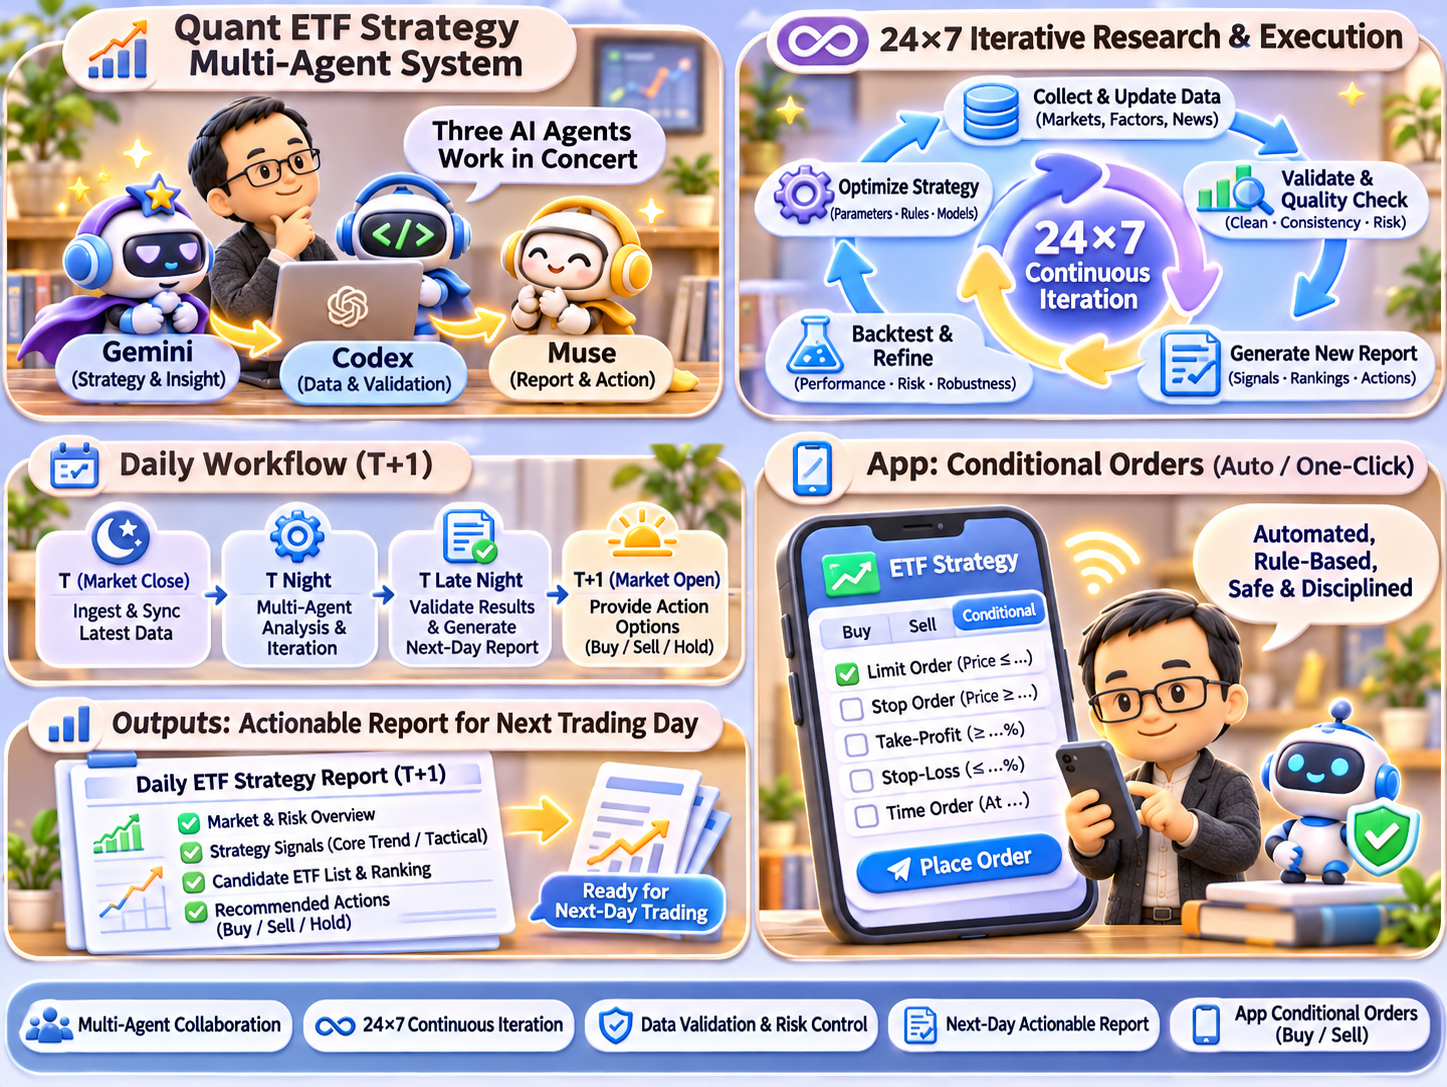 Quant ETF Strategy
Multi-Agent System
Three AI Agents
Work in Concert
</>
Gemini
(Strategy & Insight)
Codex
(Data & Validation)
Muse
(Report & Action)
24×7 Iterative Research & Execution
Collect & Update Data
(Markets, Factors, News)
Validate &
Quality Check
(Clean · Consistency · Risk)
Generate New Report
(Signals · Rankings · Actions)
Backtest &
Refine
(Performance · Risk · Robustness)
Optimize Strategy
(Parameters · Rules · Models)
24×7
Continuous
Iteration
Daily Workflow (T+1)
T (Market Close)
Ingest & Sync
Latest Data
T Night
Multi-Agent
Analysis &
Iteration
T Late Night
Validate Results
& Generate
Next-Day Report
T+1 (Market Open)
Provide Action
Options
(Buy / Sell / Hold)
Outputs: Actionable Report for Next Trading Day
Daily ETF Strategy Report (T+1)
Market & Risk Overview
Strategy Signals (Core Trend / Tactical)
Candidate ETF List & Ranking
Recommended Actions
(Buy / Sell / Hold)
Ready for
Next-Day Trading
App: Conditional Orders (Auto / One-Click)
ETF Strategy
Buy Sell Conditional
Limit Order (Price ≤ ...)
Stop Order (Price ≥ ...)
Take-Profit (≥ ...%)
Stop-Loss (≤ ...%)
Time Order (At ...)
Place Order
Automated,
Rule-Based,
Safe & Disciplined
Multi-Agent Collaboration
24×7 Continuous Iteration
Data Validation & Risk Control
Next-Day Actionable Report
App Conditional Orders
(Buy / Sell)